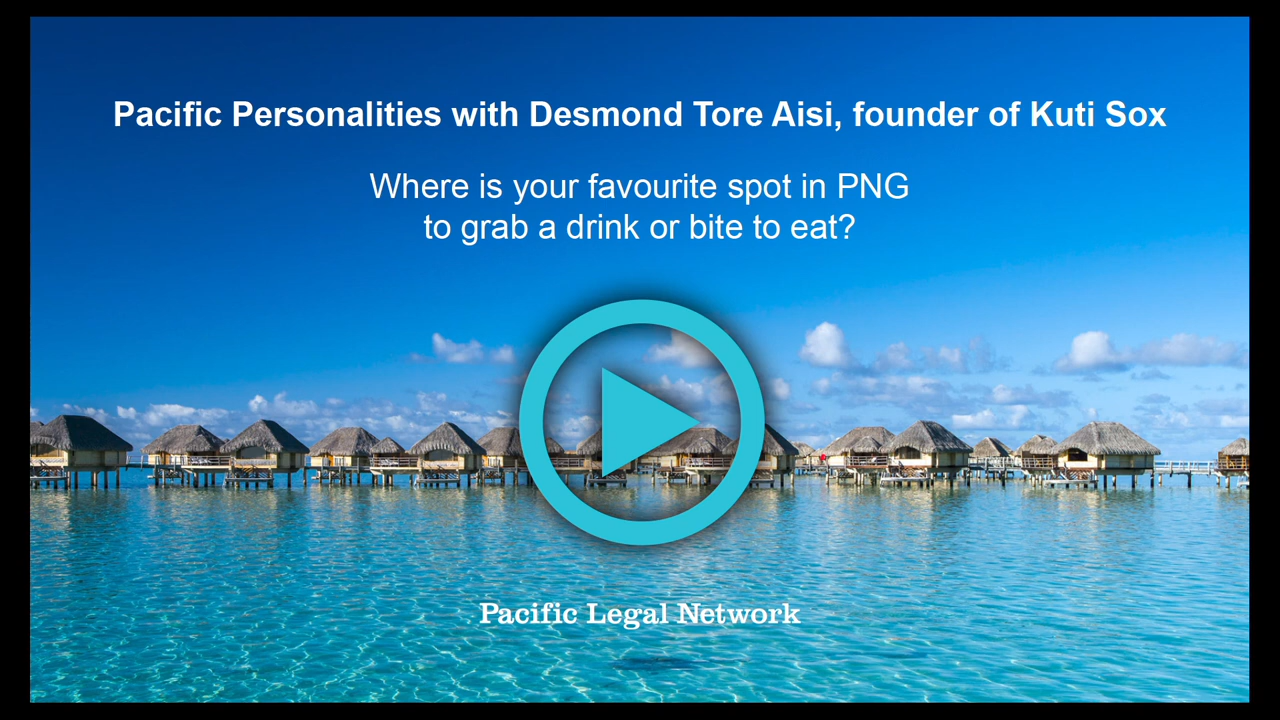 Pacific Personalities with Desmond Tore Aisi, founder of Kuti Sox
Where is your favourite spot in PNG
to grab a drink or bite to eat?
Pacific Legal Network